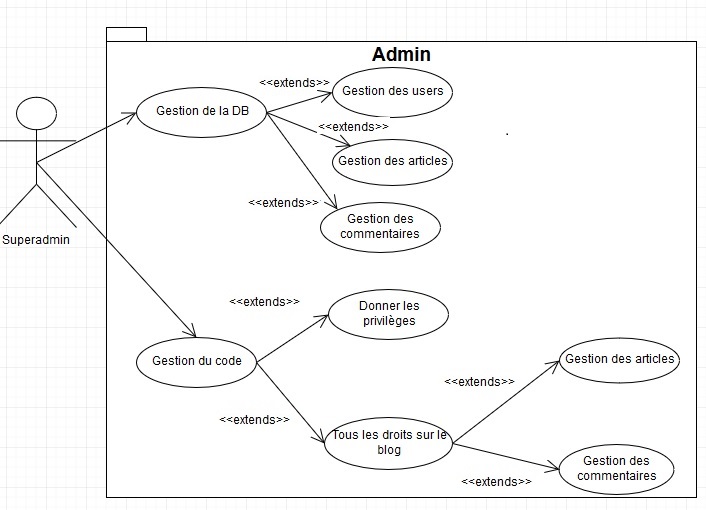 Admin
<<extends>>
Gestion des users
Gestion de la DB
<<extends>>
Gestion des articles
<<extends>>
Gestion des
commentaires
Superadmin
<<extends>>
Donner les
privilèges
Gestion du code
Gestion des articles
<<extends>>
<<extends>>
Tous les droits sur le
blog
Gestion des
commentaires
<<extends>>